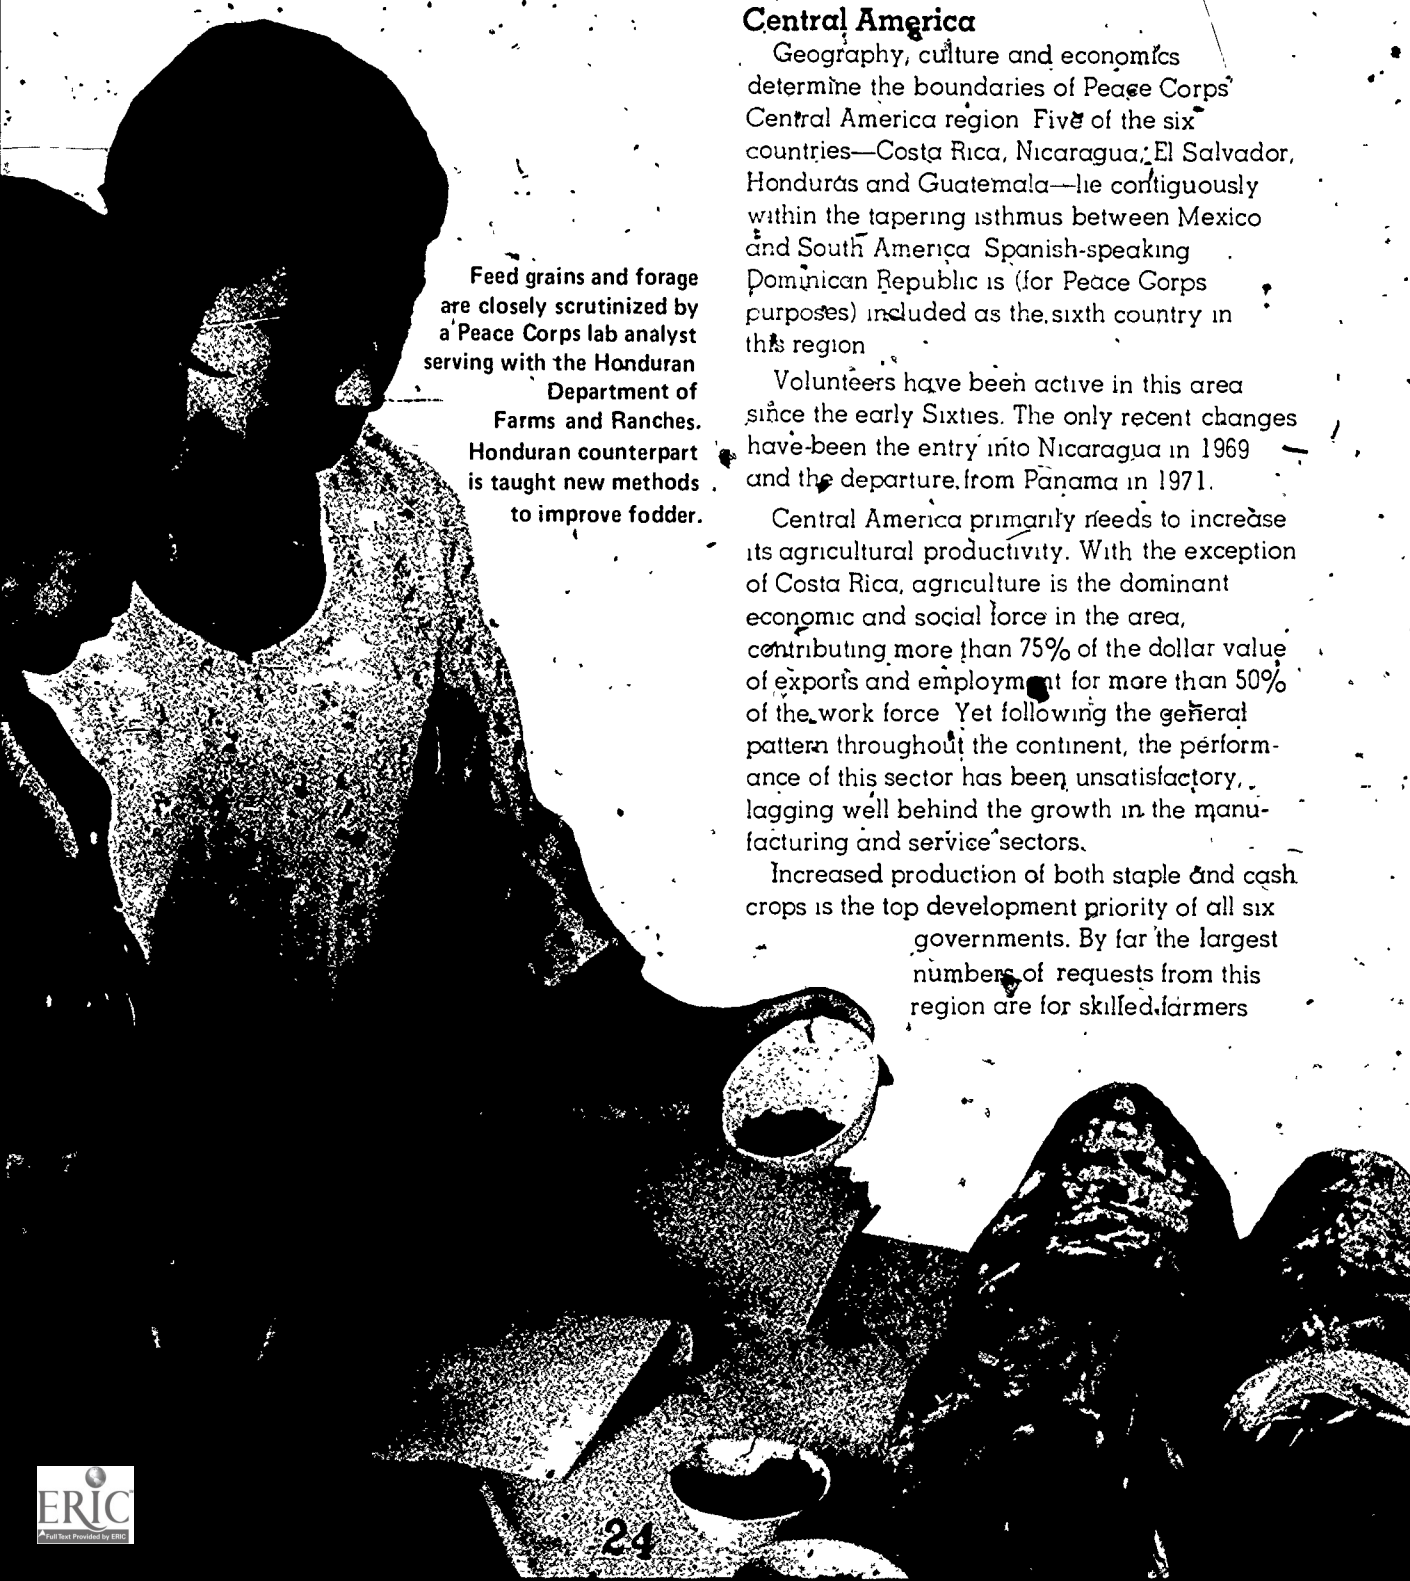 Central America
Geography, culture and economics
determine the boundaries of Peace Corps'
Central America region Five of the six
countries—Costa Rica, Nicaragua, El Salvador,
Honduras and Guatemala—lie contiguously
within the tapering isthmus between Mexico
and South America Spanish-speaking
Dominican Republic is (for Peace Corps
purposes) included as the sixth country in
this region
Volunteers have been active in this area
since the early Sixties. The only recent changes
have been the entry into Nicaragua in 1969
and the departure from Panama in 1971.
Central America primarily needs to increase
its agricultural productivity. With the exception
of Costa Rica, agriculture is the dominant
economic and social force in the area,
contributing more than 75% of the dollar value
of exports and employment for more than 50%
of the work force Yet following the general
pattern throughout the continent, the perform-
ance of this sector has been unsatisfactory,
lagging well behind the growth in the manu-
facturing and service sectors.
Increased production of both staple and cash
crops is the top development priority of all six
governments. By far the largest
numbers of requests from this
region are for skilled farmers
Feed grains and forage
are closely scrutinized by
a Peace Corps lab analyst
serving with the Honduran
Department of
Farms and Ranches.
Honduran counterpart
is taught new methods
to improve fodder.
24
ERIC
Full Text Provided by ERIC